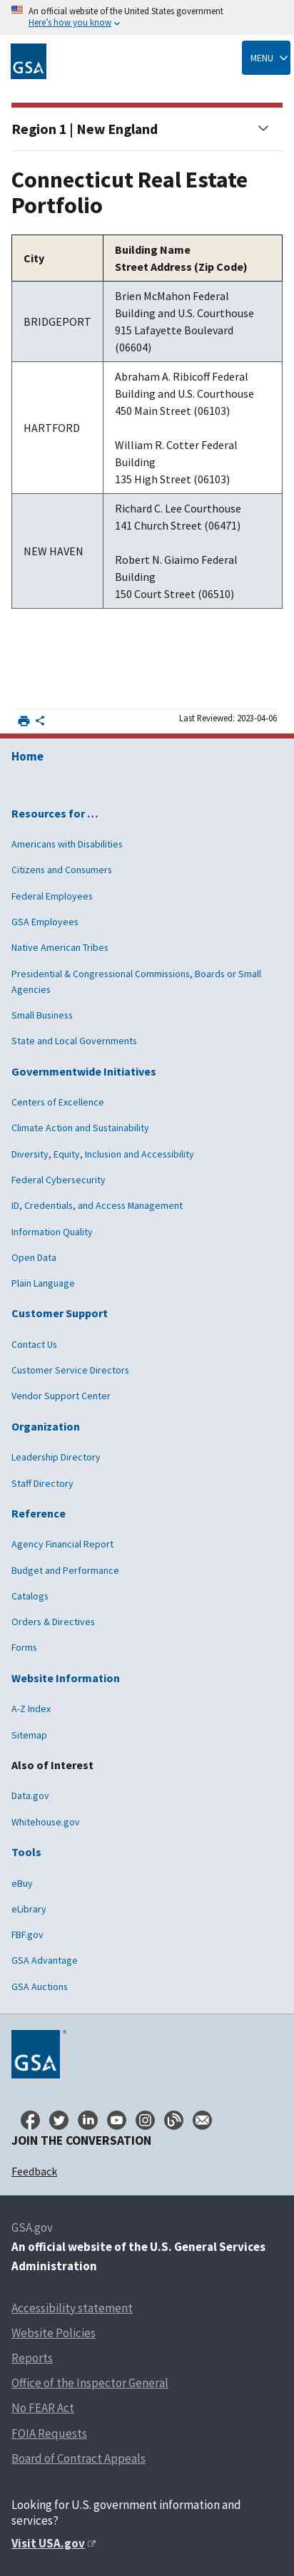 An official website of the United States government
Here's how you know
GSA
MENU
Region 1 | New England
Connecticut Real Estate
Portfolio
City
Building Name
Street Address (Zip Code)
BRIDGEPORT
Brien McMahon Federal
Building and U.S. Courthouse
915 Lafayette Boulevard
(06604)
HARTFORD
Abraham A. Ribicoff Federal
Building and U.S. Courthouse
450 Main Street (06103)
William R. Cotter Federal
Building
135 High Street (06103)
NEW HAVEN
Richard C. Lee Courthouse
141 Church Street (06471)
Robert N. Giaimo Federal
Building
150 Court Street (06510)
Last Reviewed: 2023-04-06
Home
Resources for …
Americans with Disabilities
Citizens and Consumers
Federal Employees
GSA Employees
Native American Tribes
Presidential & Congressional Commissions, Boards or Small
Agencies
Small Business
State and Local Governments
Governmentwide Initiatives
Centers of Excellence
Climate Action and Sustainability
Diversity, Equity, Inclusion and Accessibility
Federal Cybersecurity
ID, Credentials, and Access Management
Information Quality
Open Data
Plain Language
Customer Support
Contact Us
Customer Service Directors
Vendor Support Center
Organization
Leadership Directory
Staff Directory
Reference
Agency Financial Report
Budget and Performance
Catalogs
Orders & Directives
Forms
Website Information
A-Z Index
Sitemap
Also of Interest
Data.gov
Whitehouse.gov
Tools
eBuy
eLibrary
FBF.gov
GSA Advantage
GSA Auctions
GSA
JOIN THE CONVERSATION
Feedback
GSA.gov
An official website of the U.S. General Services
Administration
Accessibility statement
Website Policies
Reports
Office of the Inspector General
No FEAR Act
FOIA Requests
Board of Contract Appeals
Looking for U.S. government information and
services?
Visit USA.gov